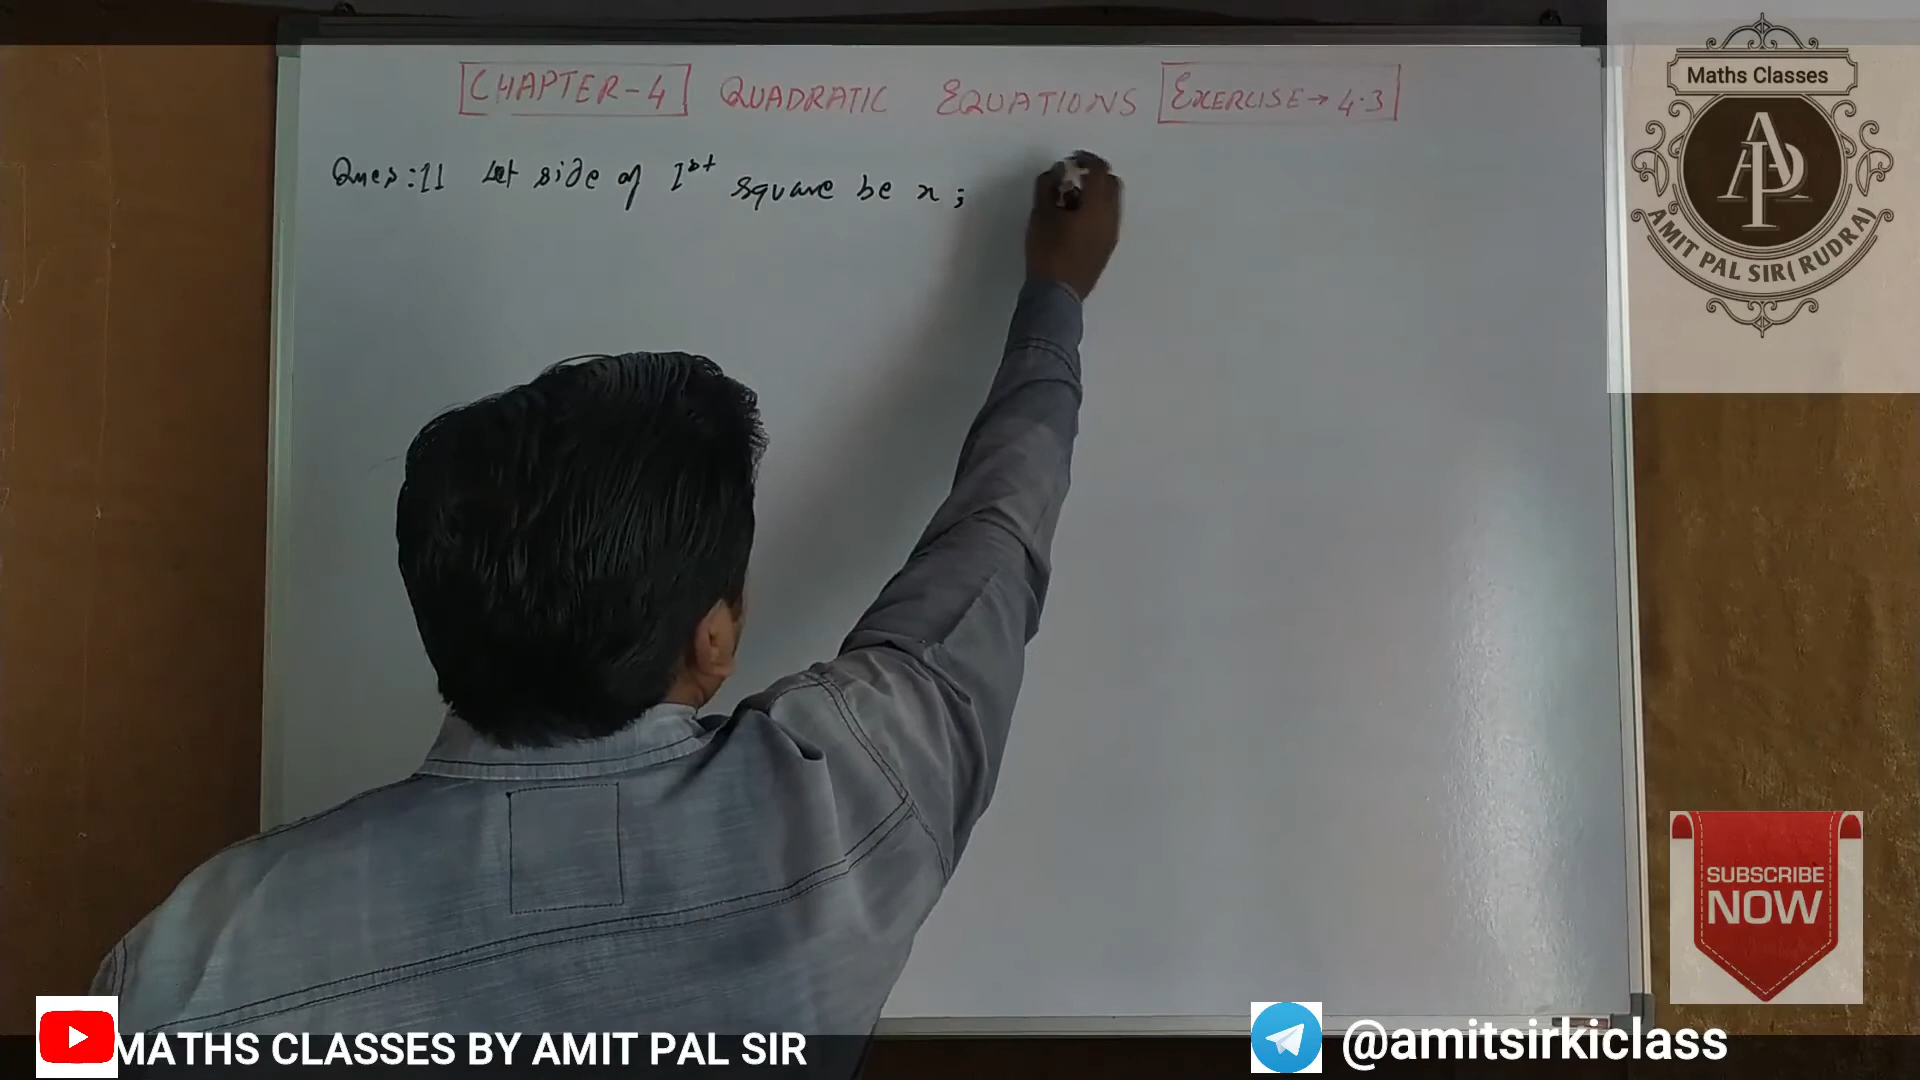 CHAPTER-4 QUADRATIC EQUATIONS EXERCISE→ 4.3
Ques:11 Let side of Ist square be x;
Maths Classes
AP
AMIT PAL SIR( RUDRA)
SUBSCRIBE
NOW
MATHS CLASSES BY AMIT PAL SIR
@amitsirkiclass